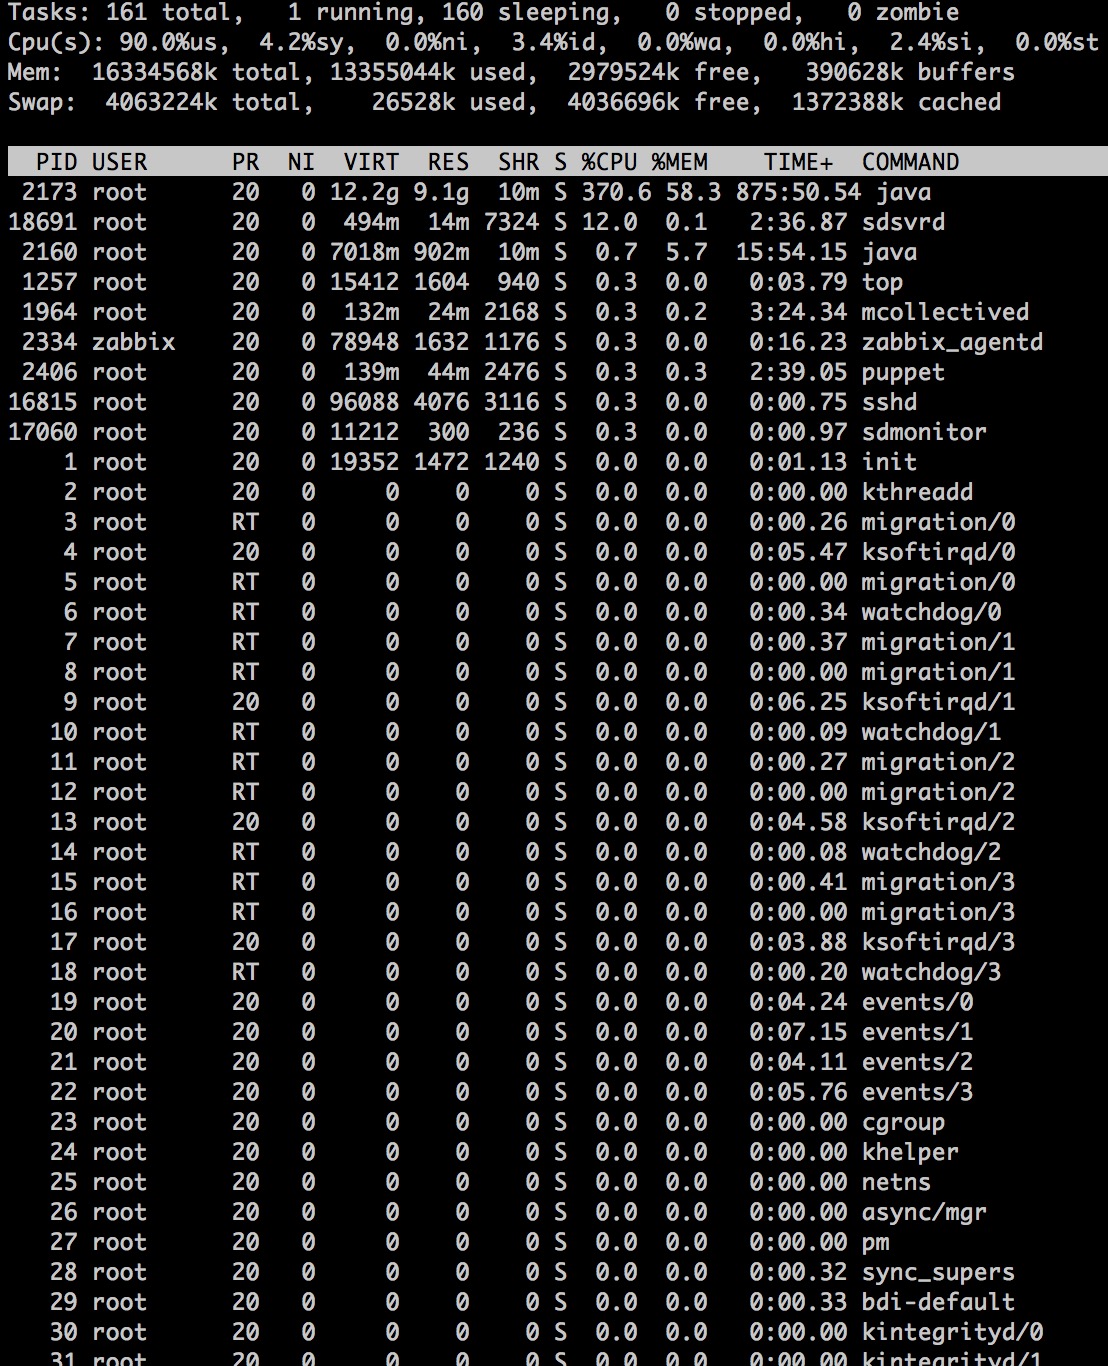 Tasks: 161 total,   1 running, 160 sleeping,   0 stopped,   0 zombie
Cpu(s): 90.0%us,  4.2%sy,  0.0%ni,  3.4%id,  0.0%wa,  0.0%hi,  2.4%si,  0.0%st
Mem:  16334568k total, 13355044k used,  2979524k free,   390628k buffers
Swap:  4063224k total,    26528k used,  4036696k free,  1372388k cached
  PID USER      PR  NI  VIRT  RES  SHR S %CPU %MEM    TIME+  COMMAND
 2173 root      20   0 12.2g 9.1g  10m S 370.6 58.3 875:50.54 java
18691 root      20   0  494m  14m 7324 S 12.0  0.1   2:36.87 sdsvrd
 2160 root      20   0 7018m 902m  10m S  0.7  5.7  15:54.15 java
 1257 root      20   0 15412 1604  940 S  0.3  0.0   0:03.79 top
 1964 root      20   0  132m  24m 2168 S  0.3  0.2   3:24.34 mcollectived
 2334 zabbix    20   0 78948 1632 1176 S  0.3  0.0   0:16.23 zabbix_agentd
 2406 root      20   0  139m  44m 2476 S  0.3  0.3   2:39.05 puppet
16815 root      20   0 96088 4076 3116 S  0.3  0.0   0:00.75 sshd
17060 root      20   0 11212  300  236 S  0.3  0.0   0:00.97 sdmonitor
    1 root      20   0 19352 1472 1240 S  0.0  0.0   0:01.13 init
    2 root      20   0     0    0    0 S  0.0  0.0   0:00.00 kthreadd
    3 root      RT   0     0    0    0 S  0.0  0.0   0:00.26 migration/0
    4 root      20   0     0    0    0 S  0.0  0.0   0:05.47 ksoftirqd/0
    5 root      RT   0     0    0    0 S  0.0  0.0   0:00.00 migration/0
    6 root      RT   0     0    0    0 S  0.0  0.0   0:00.34 watchdog/0
    7 root      RT   0     0    0    0 S  0.0  0.0   0:00.37 migration/1
    8 root      RT   0     0    0    0 S  0.0  0.0   0:00.00 migration/1
    9 root      20   0     0    0    0 S  0.0  0.0   0:06.25 ksoftirqd/1
   10 root      RT   0     0    0    0 S  0.0  0.0   0:00.09 watchdog/1
   11 root      RT   0     0    0    0 S  0.0  0.0   0:00.27 migration/2
   12 root      RT   0     0    0    0 S  0.0  0.0   0:00.00 migration/2
   13 root      20   0     0    0    0 S  0.0  0.0   0:04.58 ksoftirqd/2
   14 root      RT   0     0    0    0 S  0.0  0.0   0:00.08 watchdog/2
   15 root      RT   0     0    0    0 S  0.0  0.0   0:00.41 migration/3
   16 root      RT   0     0    0    0 S  0.0  0.0   0:00.00 migration/3
   17 root      20   0     0    0    0 S  0.0  0.0   0:03.88 ksoftirqd/3
   18 root      RT   0     0    0    0 S  0.0  0.0   0:00.20 watchdog/3
   19 root      20   0     0    0    0 S  0.0  0.0   0:04.24 events/0
   20 root      20   0     0    0    0 S  0.0  0.0   0:07.15 events/1
   21 root      20   0     0    0    0 S  0.0  0.0   0:04.11 events/2
   22 root      20   0     0    0    0 S  0.0  0.0   0:05.76 events/3
   23 root      20   0     0    0    0 S  0.0  0.0   0:00.00 cgroup
   24 root      20   0     0    0    0 S  0.0  0.0   0:00.00 khelper
   25 root      20   0     0    0    0 S  0.0  0.0   0:00.00 netns
   26 root      20   0     0    0    0 S  0.0  0.0   0:00.00 async/mgr
   27 root      20   0     0    0    0 S  0.0  0.0   0:00.00 pm
   28 root      20   0     0    0    0 S  0.0  0.0   0:00.32 sync_supers
   29 root      20   0     0    0    0 S  0.0  0.0   0:00.33 bdi-default
   30 root      20   0     0    0    0 S  0.0  0.0   0:00.00 kintegrityd/0
   31 root      20   0     0    0    0 S  0.0  0.0   0:00.00 kintegrityd/1